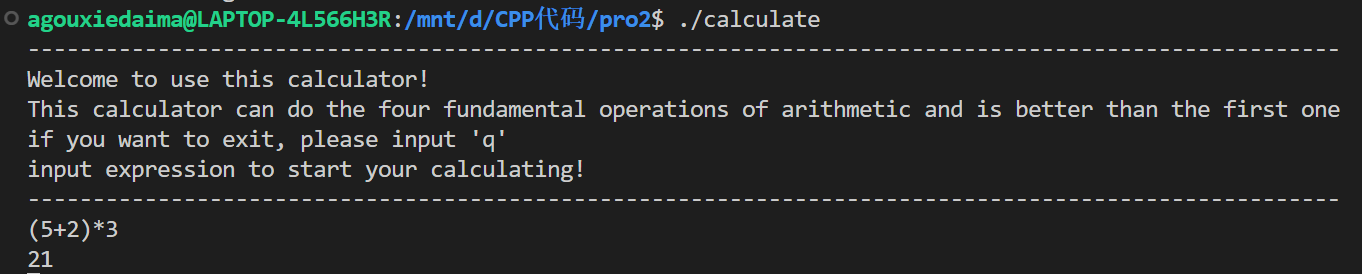 agouxiedaima@LAPTOP-4L566H3R:/mnt/d/CPP代码/pro2$ ./calculate
-----------------------------------------------------------------------------------------------------
Welcome to use this calculator!
This calculator can do the four fundamental operations of arithmetic and is better than the first one
if you want to exit, please input 'q'
input expression to start your calculating!
-----------------------------------------------------------------------------------------------------
(5+2)*3
21